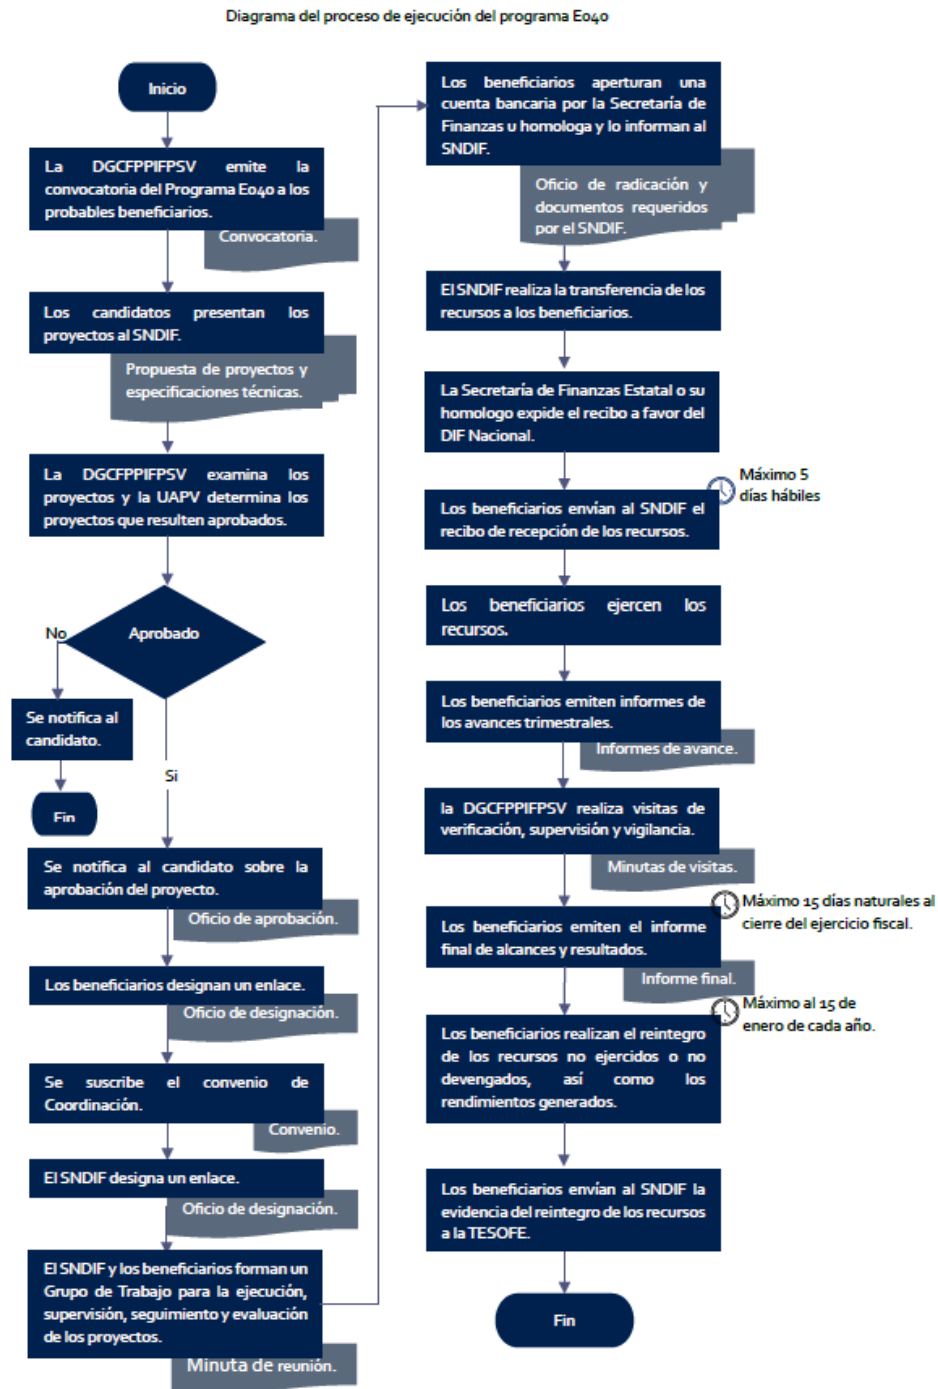 Diagrama del proceso de ejecución del programa E040
Inicio
La DGCFPPIFPSV emite la
convocatoria del Programa E040 a los
probables beneficiarios.
Convocatoria.
Los candidatos presentan los
proyectos al SNDIF.
Propuesta de proyectos y
especificaciones técnicas.
La DGCFPPIFPSV examina los
proyectos y la UAPV determina los
proyectos que resulten aprobados.
Aprobado
No
Se notifica al
candidato.
Fin
Si
Se notifica al candidato sobre la
aprobación del proyecto.
Oficio de aprobación.
Los beneficiarios designan un enlace.
Oficio de designación.
Se suscribe el convenio de
Coordinación.
Convenio.
El SNDIF designa un enlace.
Oficio de designación.
El SNDIF y los beneficiarios forman un
Grupo de Trabajo para la ejecución,
supervisión, seguimiento y evaluación
de los proyectos.
Minuta de reunión.
Los beneficiarios aperturan una
cuenta bancaria por la Secretaría de
Finanzas u homologa y lo informan al
SNDIF.
Oficio de radicación y
documentos requeridos
por el SNDIF.
El SNDIF realiza la transferencia de los
recursos a los beneficiarios.
La Secretaría de Finanzas Estatal o su
homologo expide el recibo a favor del
DIF Nacional.
Máximo 5
días hábiles
Los beneficiarios envían al SNDIF el
recibo de recepción de los recursos.
Los beneficiarios ejercen los
recursos.
Los beneficiarios emiten informes de
los avances trimestrales.
Informes de avance.
la DGCFPPIFPSV realiza visitas de
verificación, supervisión y vigilancia.
Minutas de visitas.
Máximo 15 días naturales al
cierre del ejercicio fiscal.
Los beneficiarios emiten el informe
final de alcances y resultados.
Informe final.
Máximo al 15 de
enero de cada año.
Los beneficiarios realizan el reintegro
de los recursos no ejercidos o no
devengados, así como los
rendimientos generados.
Los beneficiarios envían al SNDIF la
evidencia del reintegro de los recursos
a la TESOFE.
Fin